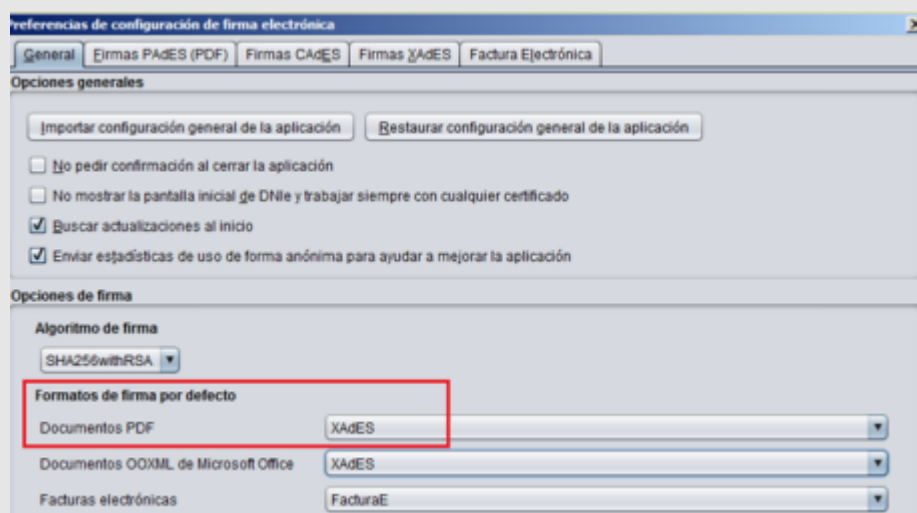 Preferencias de configuración de firma electrónica
General Firmas PAdES (PDF) Firmas CAdES Firmas XAdES Factura Electrónica
Opciones generales
Importar configuración general de la aplicación Restaurar configuración general de la aplicación
No pedir confirmación al cerrar la aplicación
No mostrar la pantalla inicial de DNIe y trabajar siempre con cualquier certificado
Buscar actualizaciones al inicio
Enviar estadísticas de uso de forma anónima para ayudar a mejorar la aplicación
Opciones de firma
Algoritmo de firma
SHA256withRSA
Formatos de firma por defecto
Documentos PDF XAdES
Documentos OOXML de Microsoft Office XAdES
Facturas electrónicas FacturaE